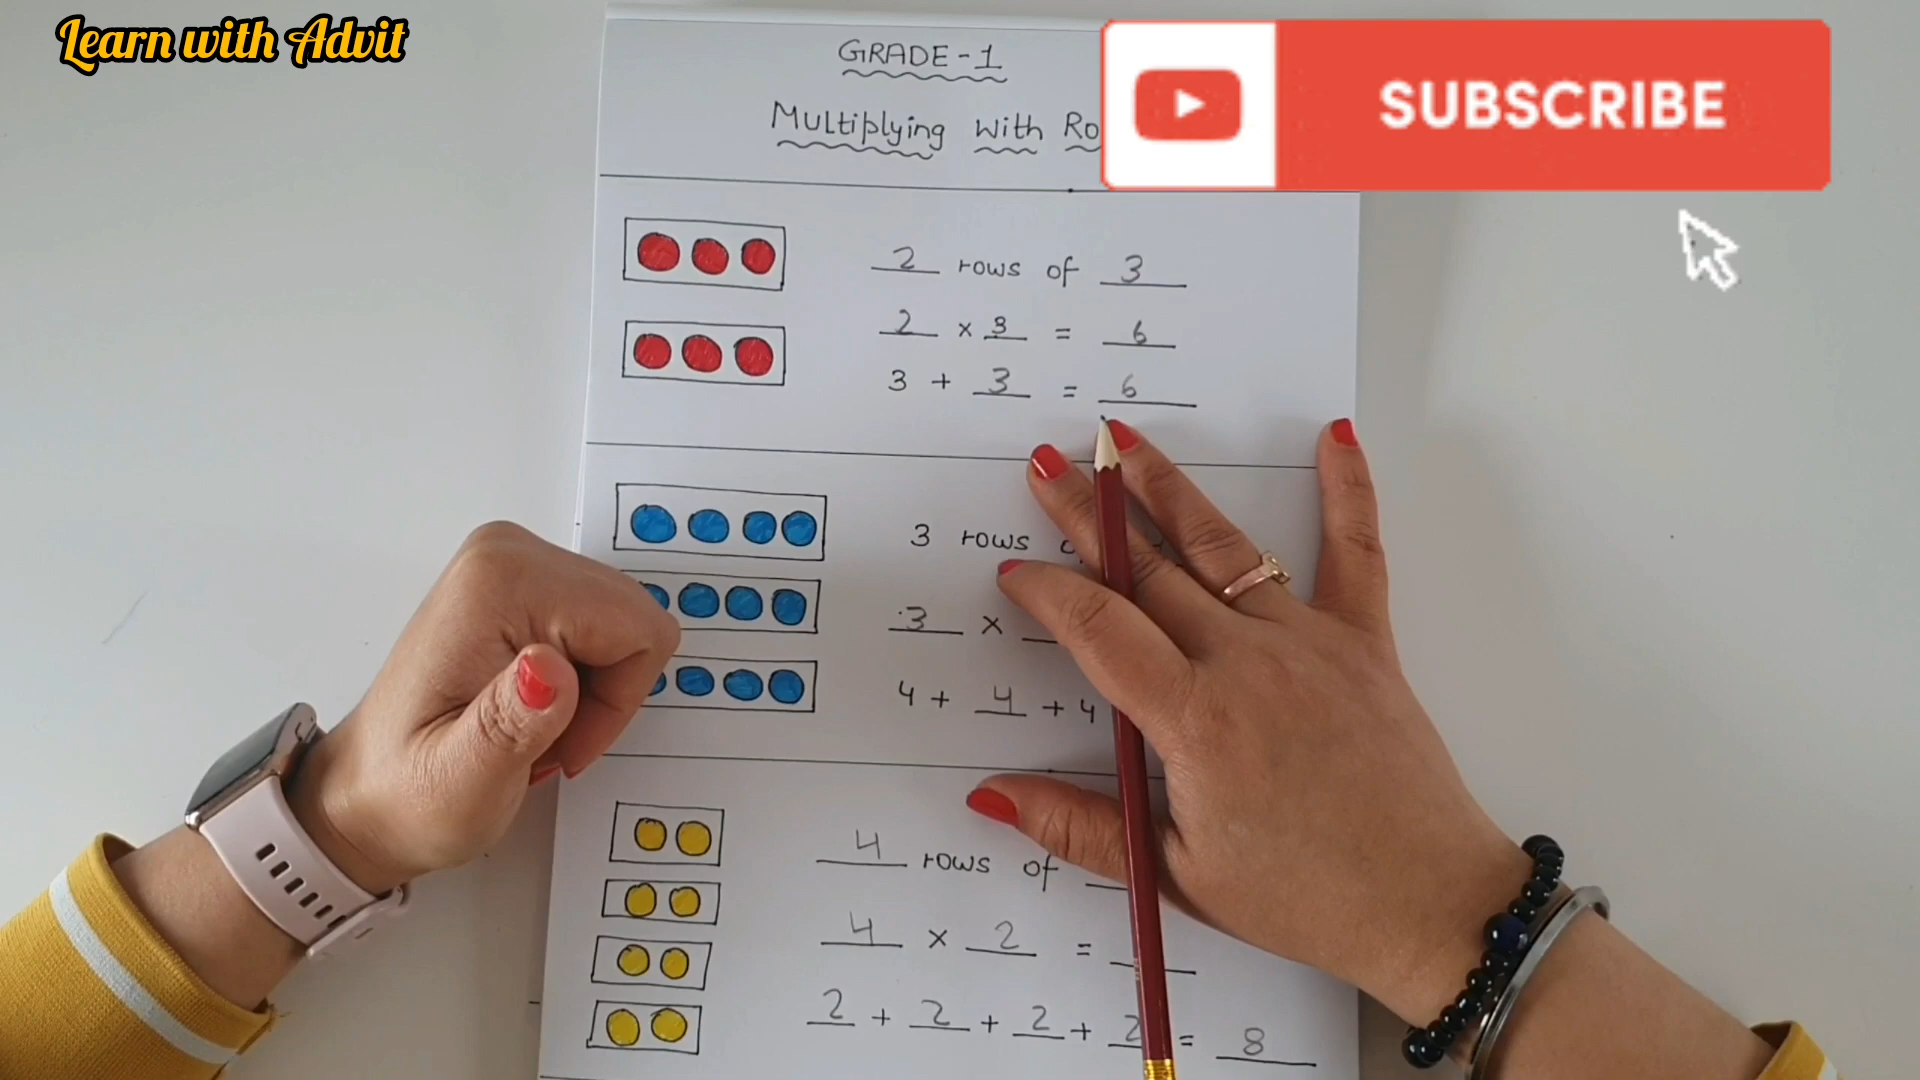 Learn with Advit
GRADE-1
SUBSCRIBE
Multiplying with Ro
2 rows of 3
2 × 3 = 6
3 + 3 = 6
3 rows
3 ×
4 + 4 + 4
4 rows of
4 × 2 =
2 + 2 + 2 + 2 = 8